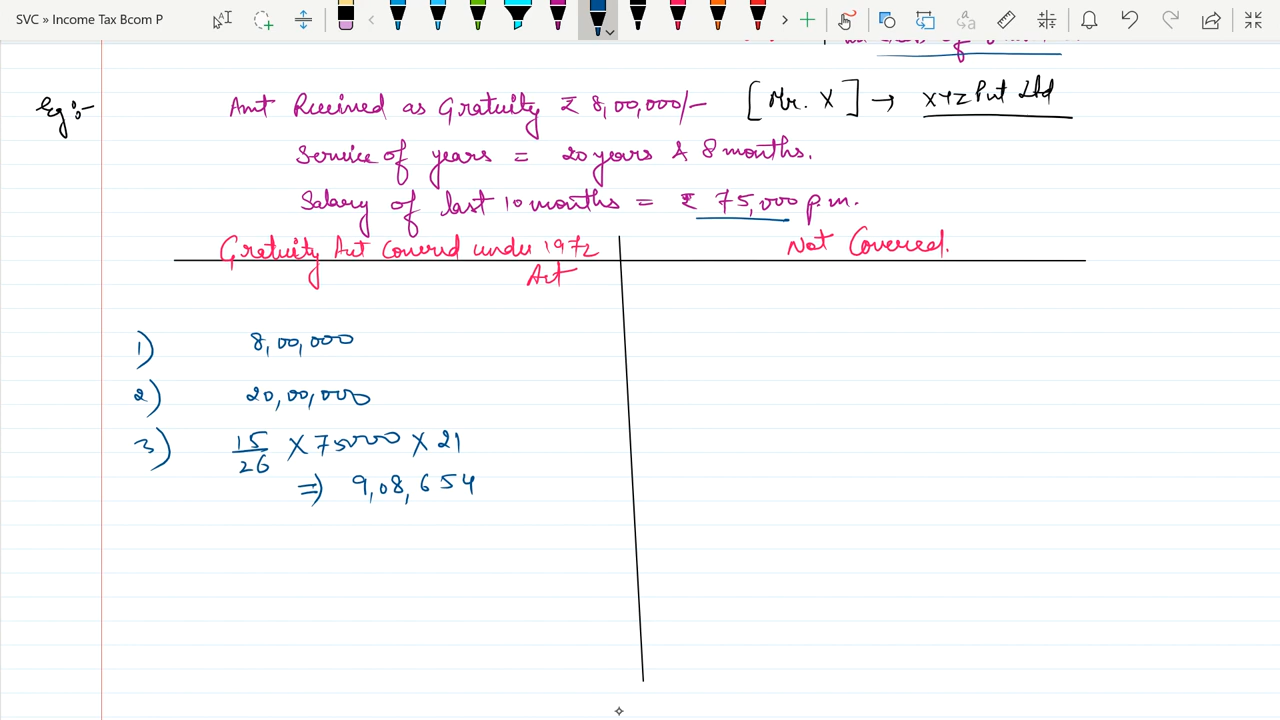 SVC » Income Tax Bcom P
Eg:-
Amt Received as Gratuity ₹ 8,00,000/- [Mr. X] → XYZ Pvt Ltd
Service of years = 20 years & 8 months.
Salary of last 10 months = ₹ 75,000 p.m.
Gratuity Act covered under 1972 Act
Not Covered.
1) 8,00,000
2) 20,00,000
3) 15/26 X 75000 X 21
⇒ 9,08,654